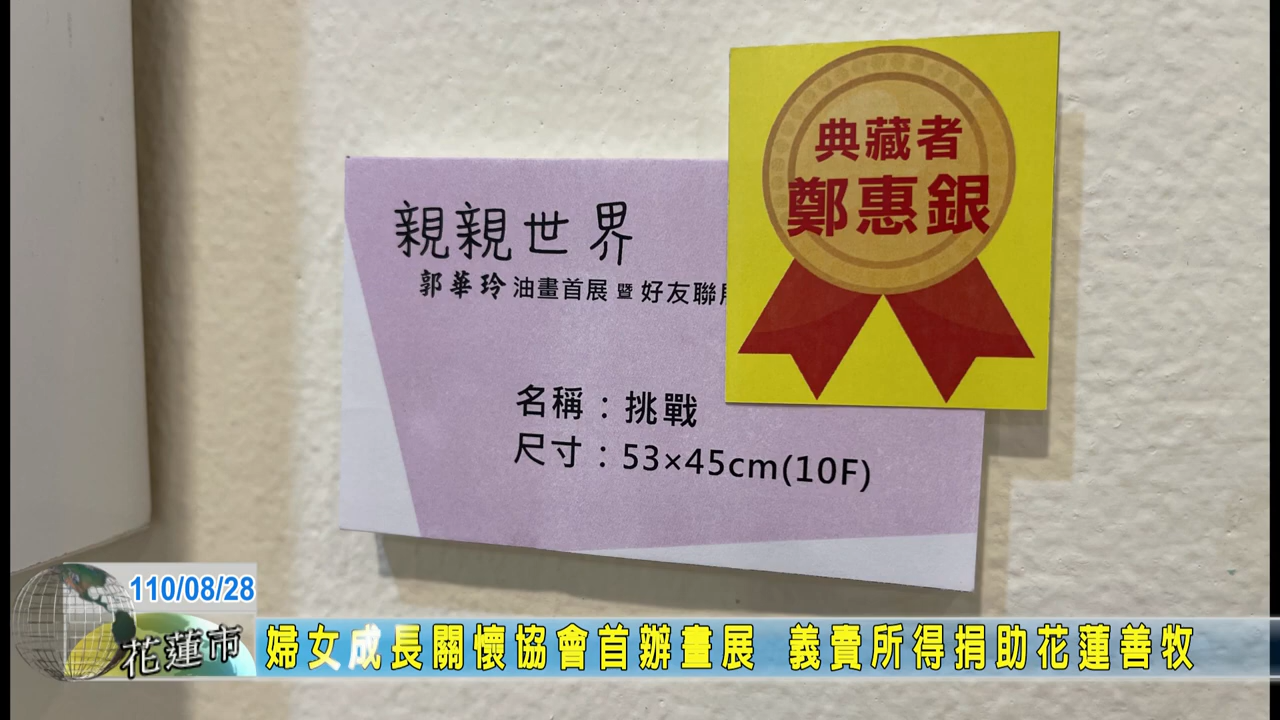 典藏者
鄭惠銀
親親世界
郭華玲油畫首展暨好友聯
名稱：挑戰
尺寸：53×45cm(10F)
110/08/28
花蓮市
婦女成長關懷協會首辦畫展 義賣所得捐助花蓮善牧